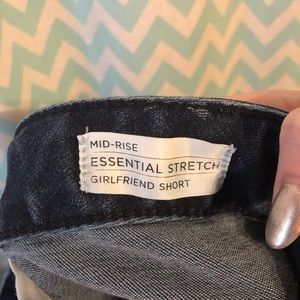 MID-RISE
ESSENTIAL STRETCH
GIRLFRIEND SHORT